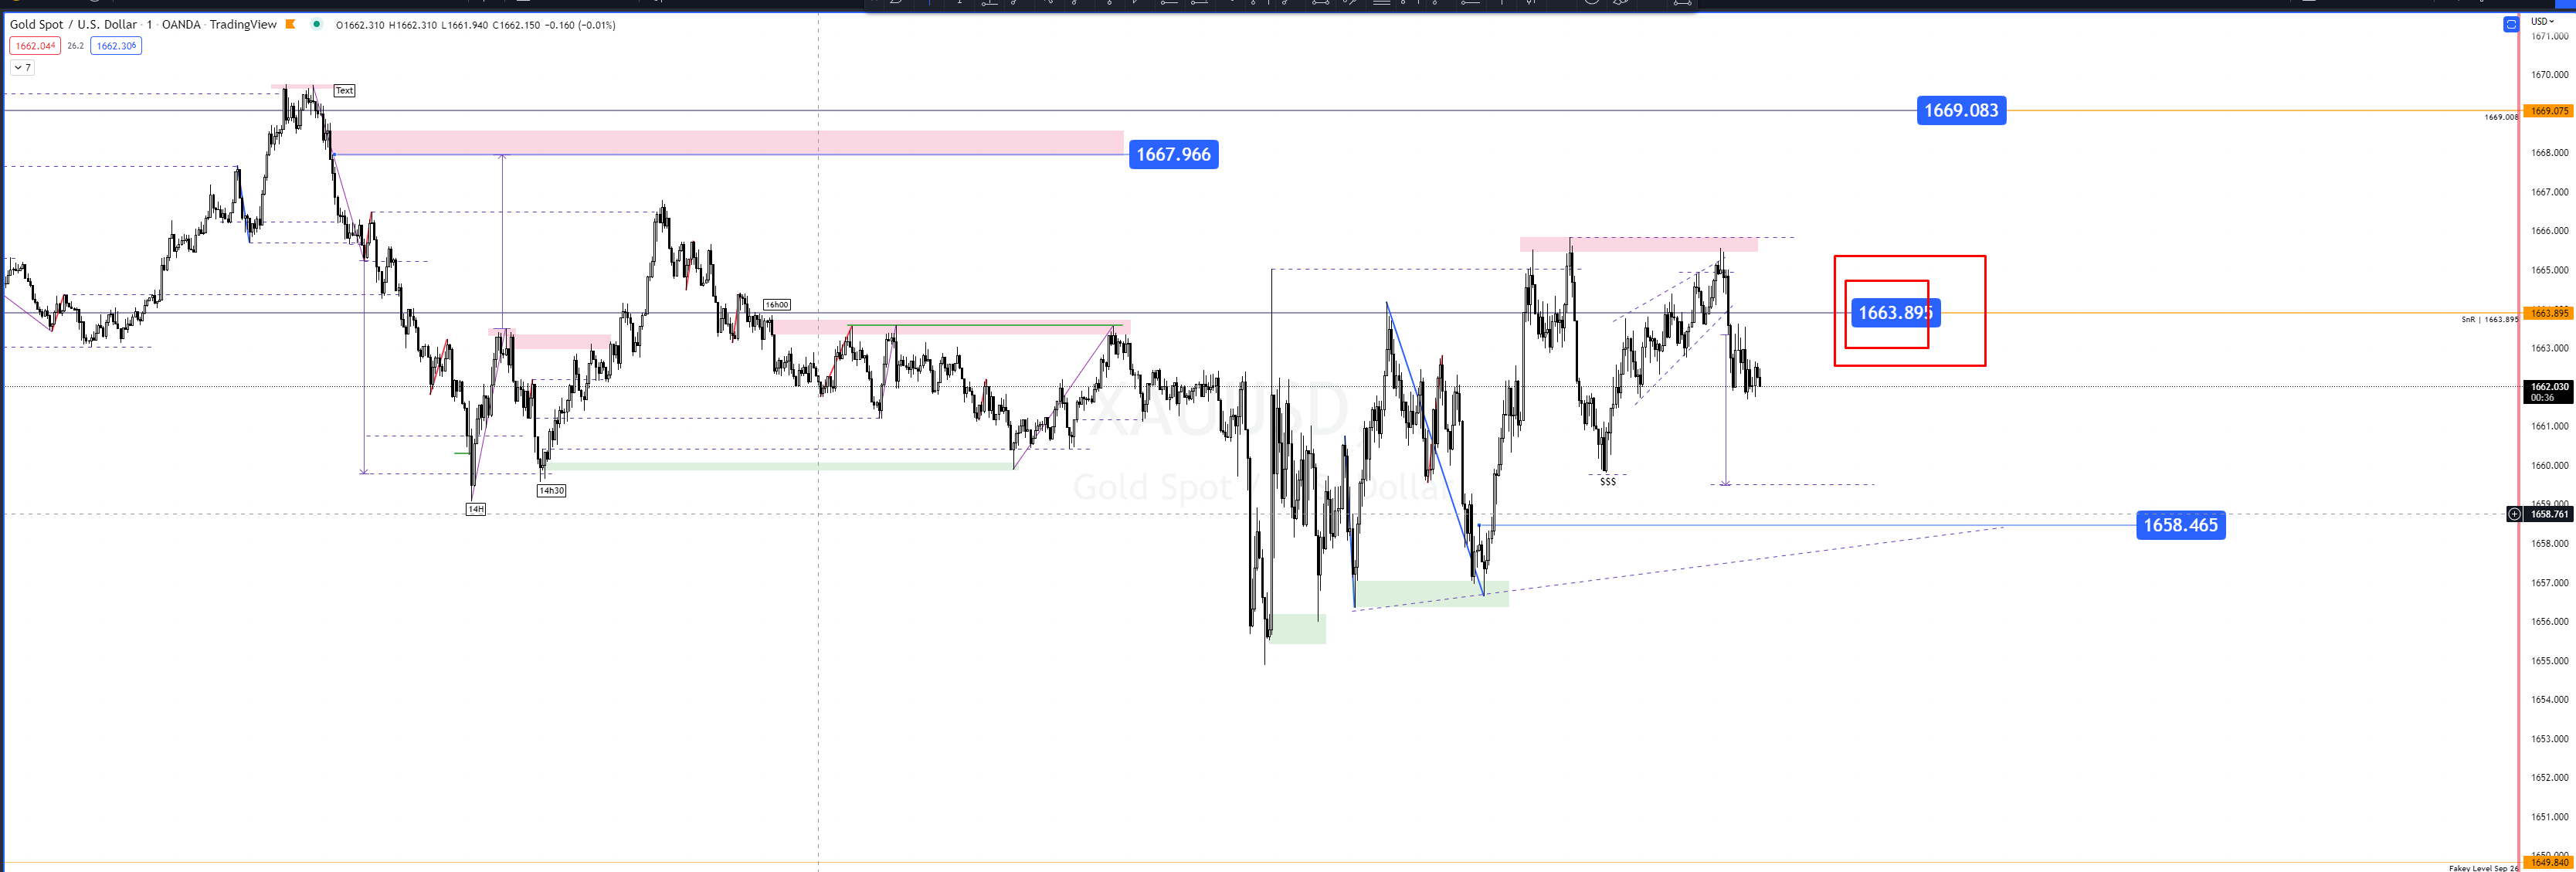 Gold Spot / U.S. Dollar · 1 · OANDA · TradingView O1662.310 H1662.310 L1661.940 C1662.150 −0.160 (−0.01%)
1662.044 26.2 1662.306
7
USD
1671.000
1670.000
Text
1669.083
1669.075
1669.008
1667.966
1668.000
1667.000
1666.000
1665.000
16h00
1663.895
1663.895
SnR | 1663.895
1663.000
1662.030
00:36
XAUUSD
1661.000
1660.000
Gold Spot / U.S. Dollar
$$$
14h30
14H
1659.000
1658.761
1658.465
1658.000
1657.000
1656.000
1655.000
1654.000
1653.000
1652.000
1651.000
1650.000
1649.840
Fakey Level Sep 26